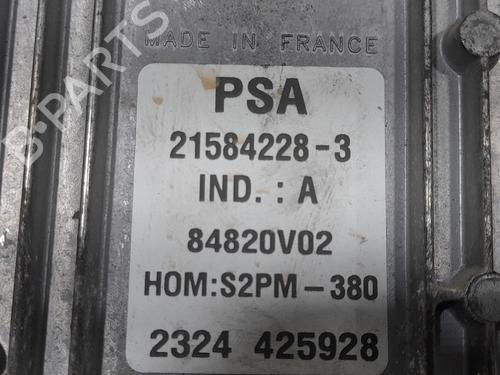 MADE IN FRANCE
PSA
21584228-3
IND. : A
84820V02
HOM:S2PM-380
2324 425928
B-PARTS